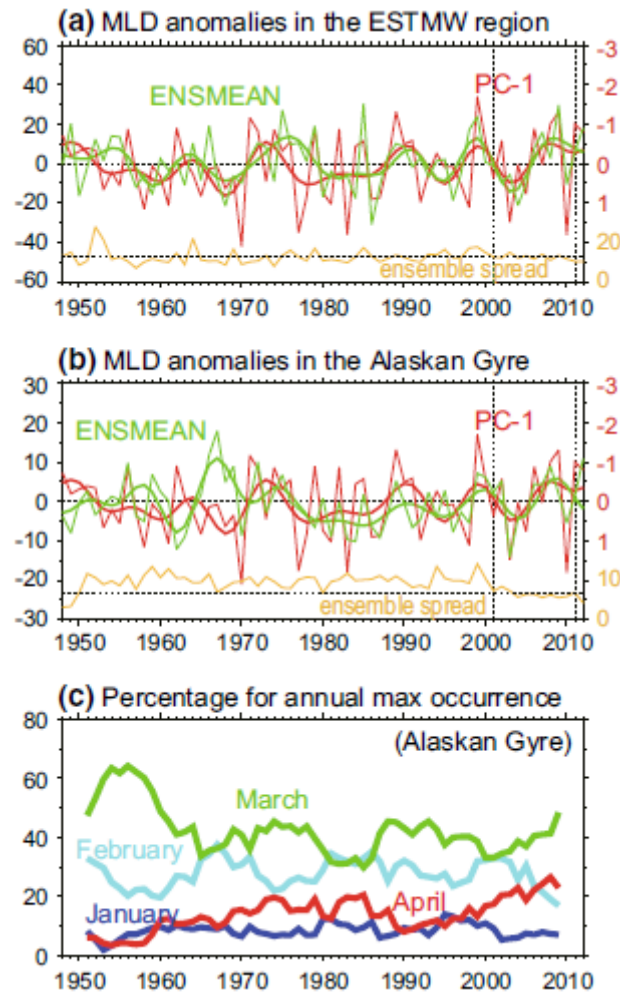 (a) MLD anomalies in the ESTMW region
60 -3
40 -2
ENSMEAN PC-1
20 -1
0 0
-20 1
-40 20
ensemble spread
-60 0
1950 1960 1970 1980 1990 2000 2010
(b) MLD anomalies in the Alaskan Gyre
30 -3
20 -2
ENSMEAN PC-1
10 -1
0 0
-10 1
-20 10
ensemble spread
-30 0
1950 1960 1970 1980 1990 2000 2010
(c) Percentage for annual max occurrence
80
(Alaskan Gyre)
60
March
40
February
20
January April
0
1950 1960 1970 1980 1990 2000 2010